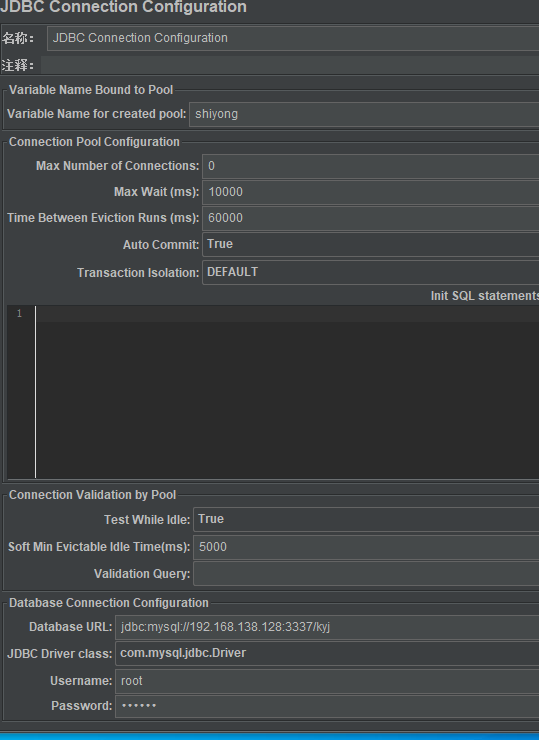 JDBC Connection Configuration
名称： JDBC Connection Configuration
注释：
Variable Name Bound to Pool
Variable Name for created pool: shiyong
Connection Pool Configuration
Max Number of Connections: 0
Max Wait (ms): 10000
Time Between Eviction Runs (ms): 60000
Auto Commit: True
Transaction Isolation: DEFAULT
Init SQL statements
1
Connection Validation by Pool
Test While Idle: True
Soft Min Evictable Idle Time(ms): 5000
Validation Query:
Database Connection Configuration
Database URL: jdbc:mysql://192.168.138.128:3337/kyj
JDBC Driver class: com.mysql.jdbc.Driver
Username: root
Password: ••••••